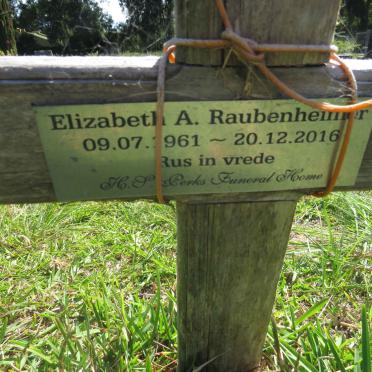 Elizabeth A. Raubenheimer
09.07.1961 ~ 20.12.2016
Rus in vrede
Perks Funeral Home